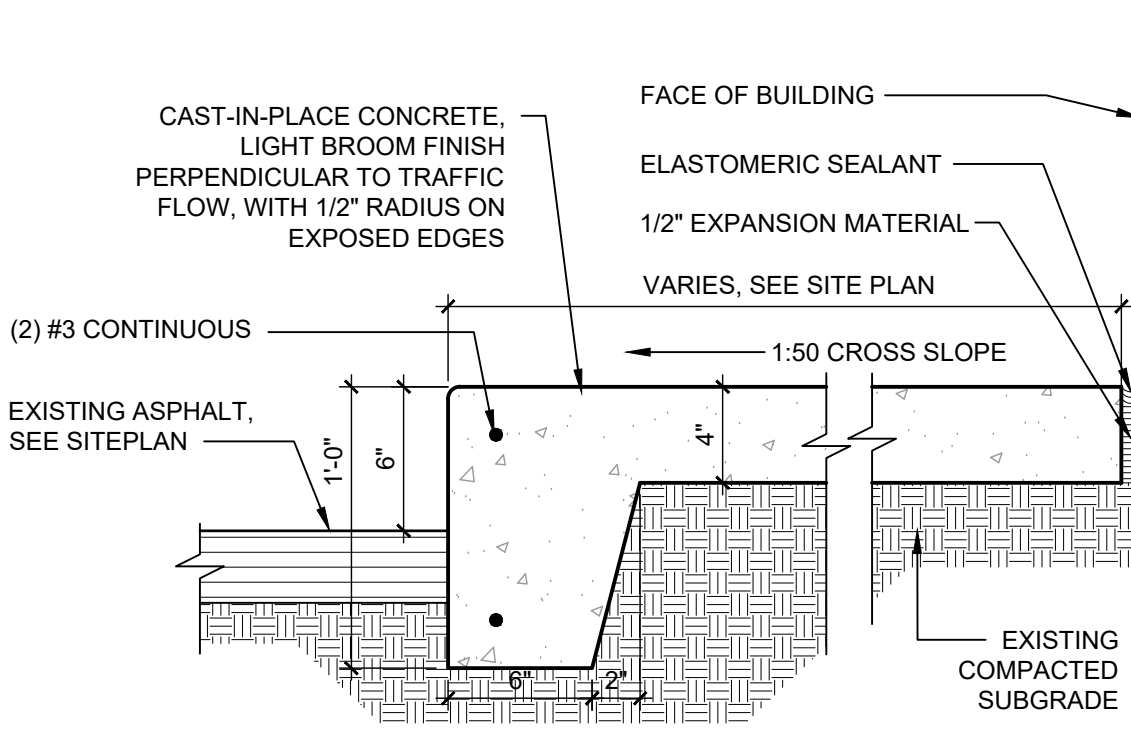 FACE OF BUILDING
CAST-IN-PLACE CONCRETE,
LIGHT BROOM FINISH
PERPENDICULAR TO TRAFFIC
FLOW, WITH 1/2" RADIUS ON
EXPOSED EDGES
ELASTOMERIC SEALANT
1/2" EXPANSION MATERIAL
VARIES, SEE SITE PLAN
(2) #3 CONTINUOUS
1:50 CROSS SLOPE
EXISTING ASPHALT,
SEE SITEPLAN
1'-0"
6"
4"
6"
2"
EXISTING
COMPACTED
SUBGRADE